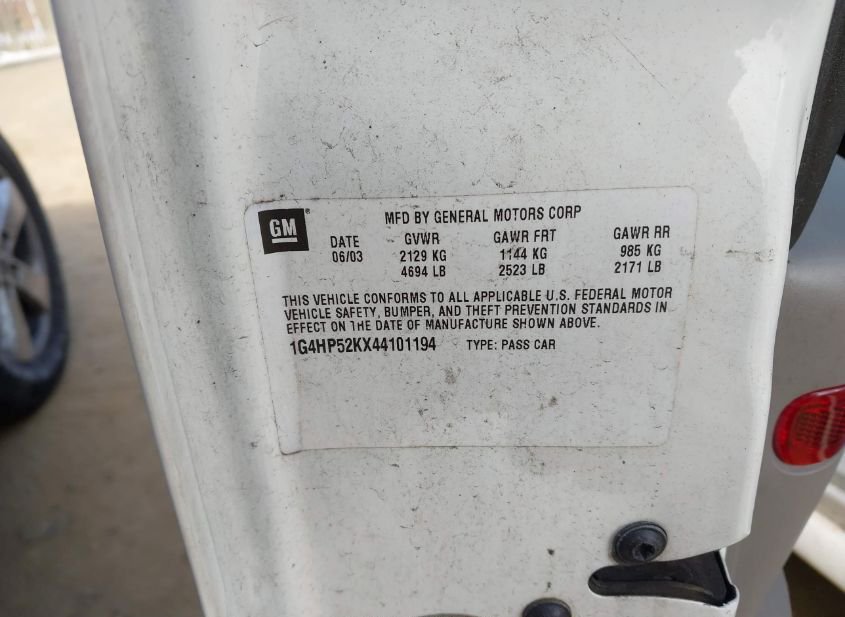 GM ® MFD BY GENERAL MOTORS CORP
DATE GVWR GAWR FRT GAWR RR
06/03 2129 KG 1144 KG 985 KG
4694 LB 2523 LB 2171 LB
THIS VEHICLE CONFORMS TO ALL APPLICABLE U.S. FEDERAL MOTOR
VEHICLE SAFETY, BUMPER, AND THEFT PREVENTION STANDARDS IN
EFFECT ON THE DATE OF MANUFACTURE SHOWN ABOVE.
1G4HP52KX44101194 TYPE: PASS CAR